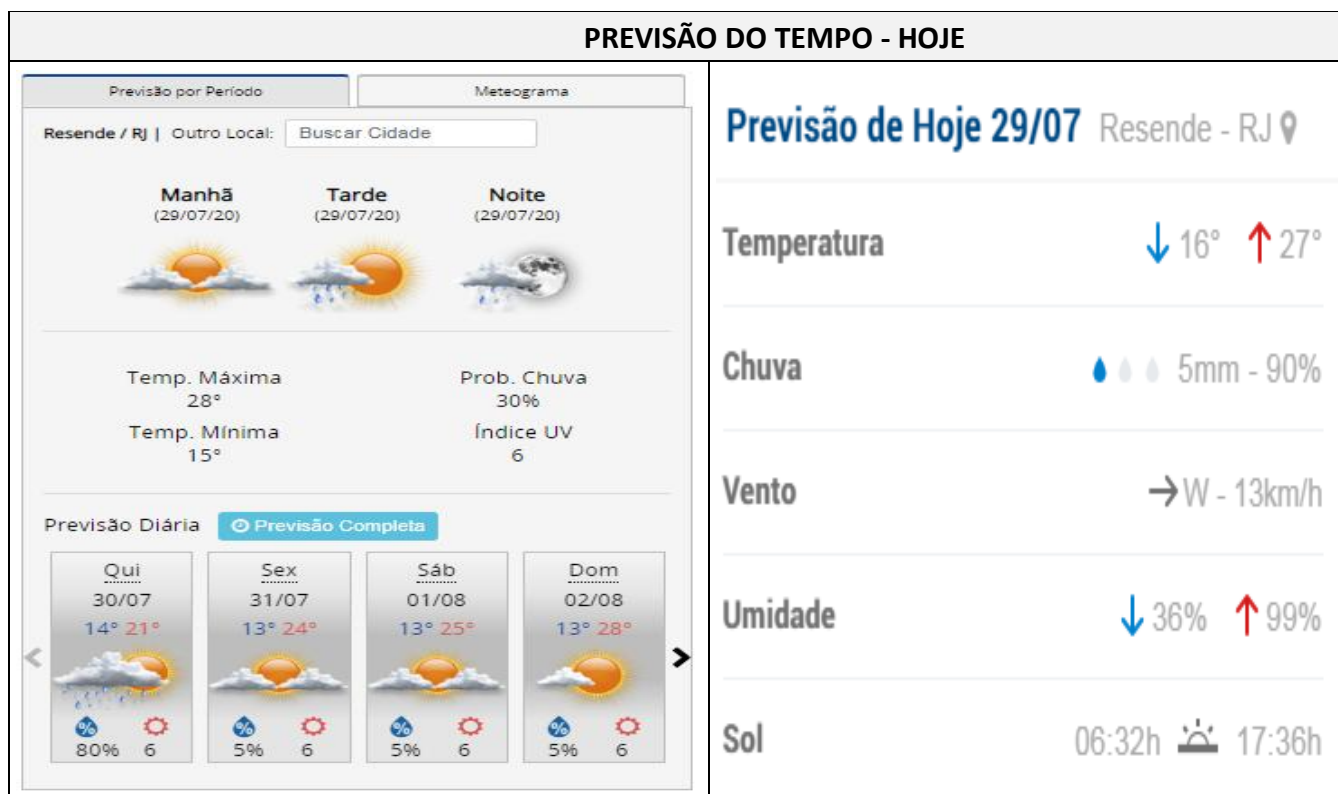 PREVISÃO DO TEMPO - HOJE
Previsão por Período
Meteograma
Resende / RJ | Outro Local: Buscar Cidade
Manhã Tarde Noite
(29/07/20) (29/07/20) (29/07/20)
Temp. Máxima Prob. Chuva
28° 30%
Temp. Mínima Índice UV
15° 6
Previsão Diária Previsão Completa
Qui Sex Sáb Dom
30/07 31/07 01/08 02/08
14° 21° 13° 24° 13° 25° 13° 28°
% % % %
80% 6 5% 6 5% 6 5% 6
Previsão de Hoje 29/07 Resende - RJ
Temperatura ↓ 16° ↑ 27°
Chuva 5mm - 90%
Vento → W - 13km/h
Umidade ↓ 36% ↑ 99%
Sol 06:32h 17:36h